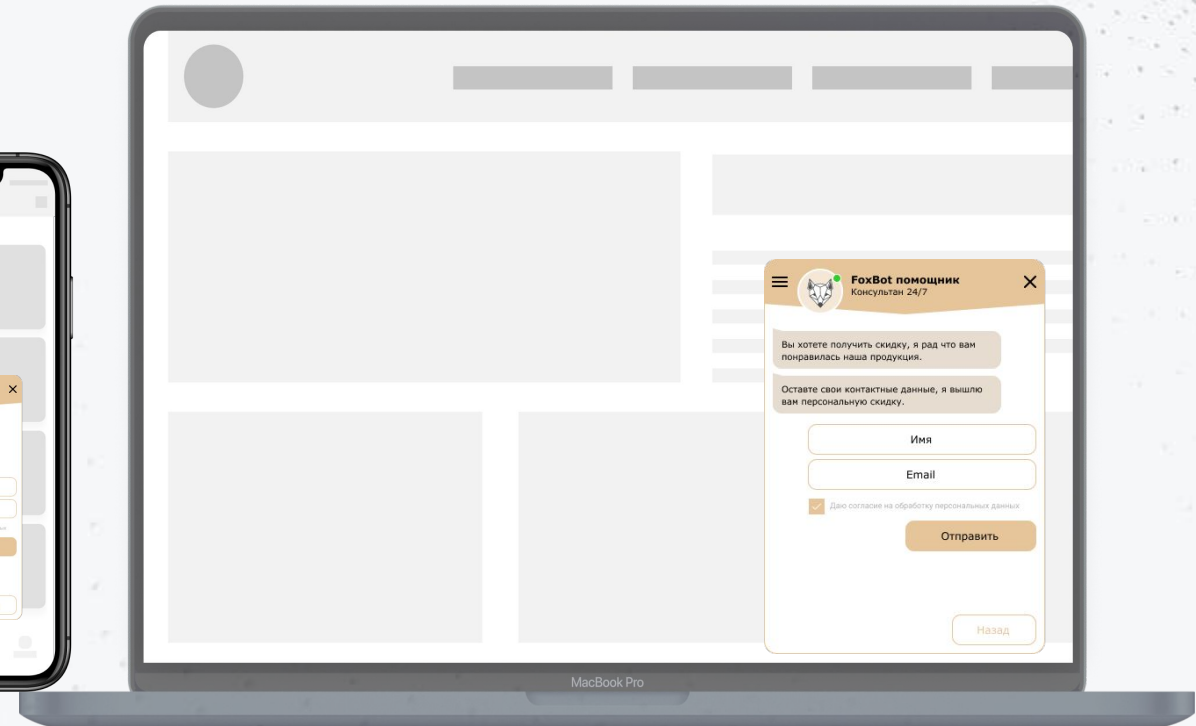 FoxBot помощник
Консультан 24/7
Вы хотете получить скидку, я рад что вам
понравилась наша продукция.
Оставте свои контактные данные, я вышлю
вам персональную скидку.
Имя
Email
Даю согласие на обработку персональных данных
Отправить
Назад
MacBook Pro